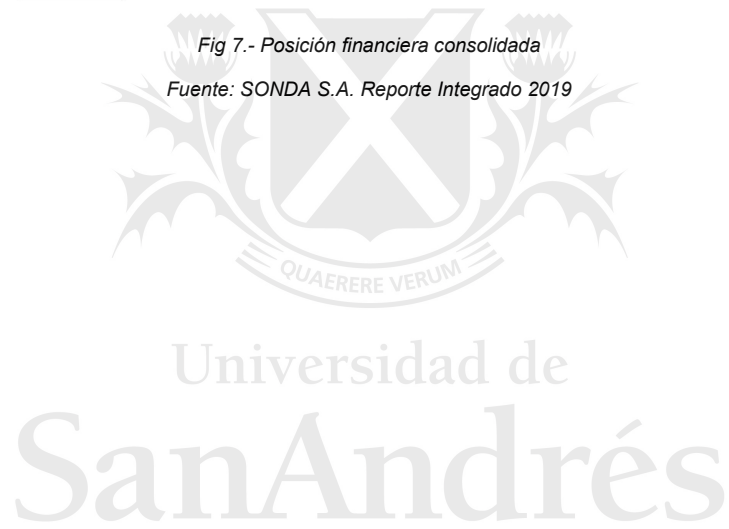 Fig 7.- Posición financiera consolidada
Fuente: SONDA S.A. Reporte Integrado 2019
QUAERERE VERUM
Universidad de
SanAndrés